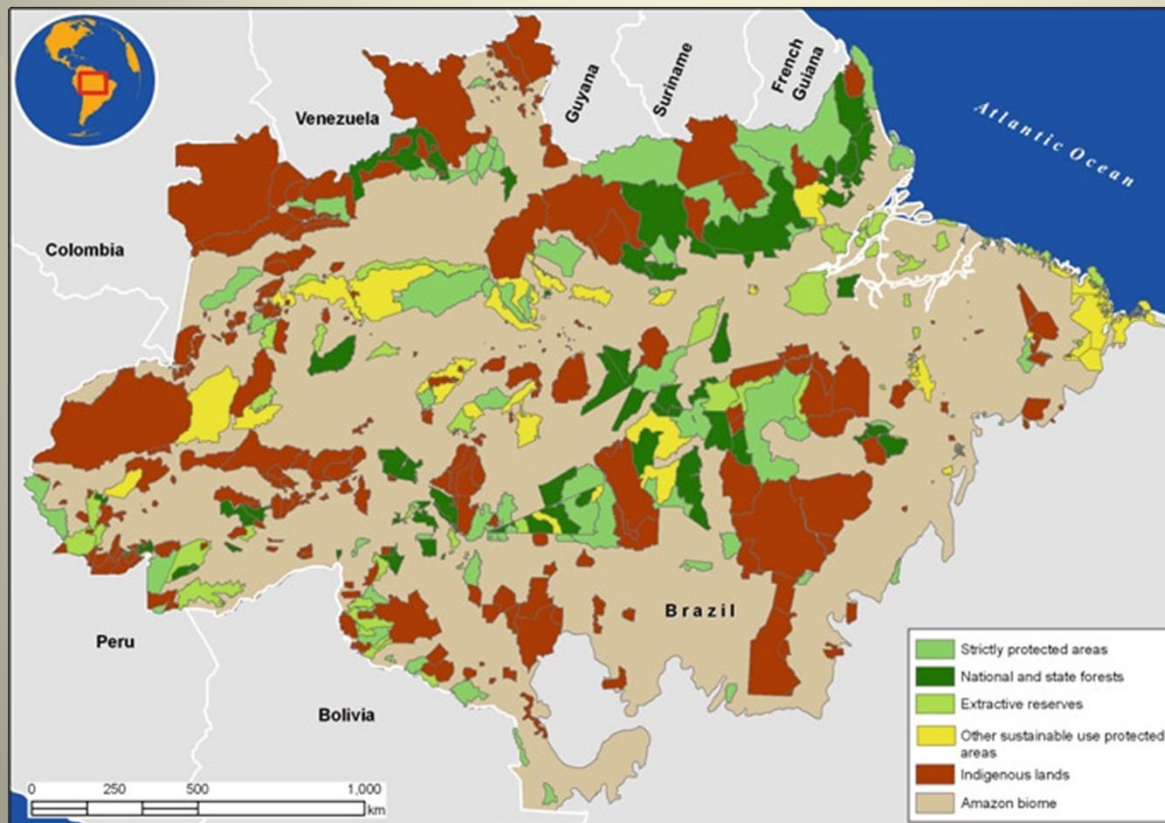 Venezuela
Guyana
Suriname
French
Guiana
Atlantic Ocean
Colombia
Peru
Brazil
Bolivia
Strictly protected areas
National and state forests
Extractive reserves
Other sustainable use protected
areas
Indigenous lands
Amazon biome
0 250 500 1,000
km